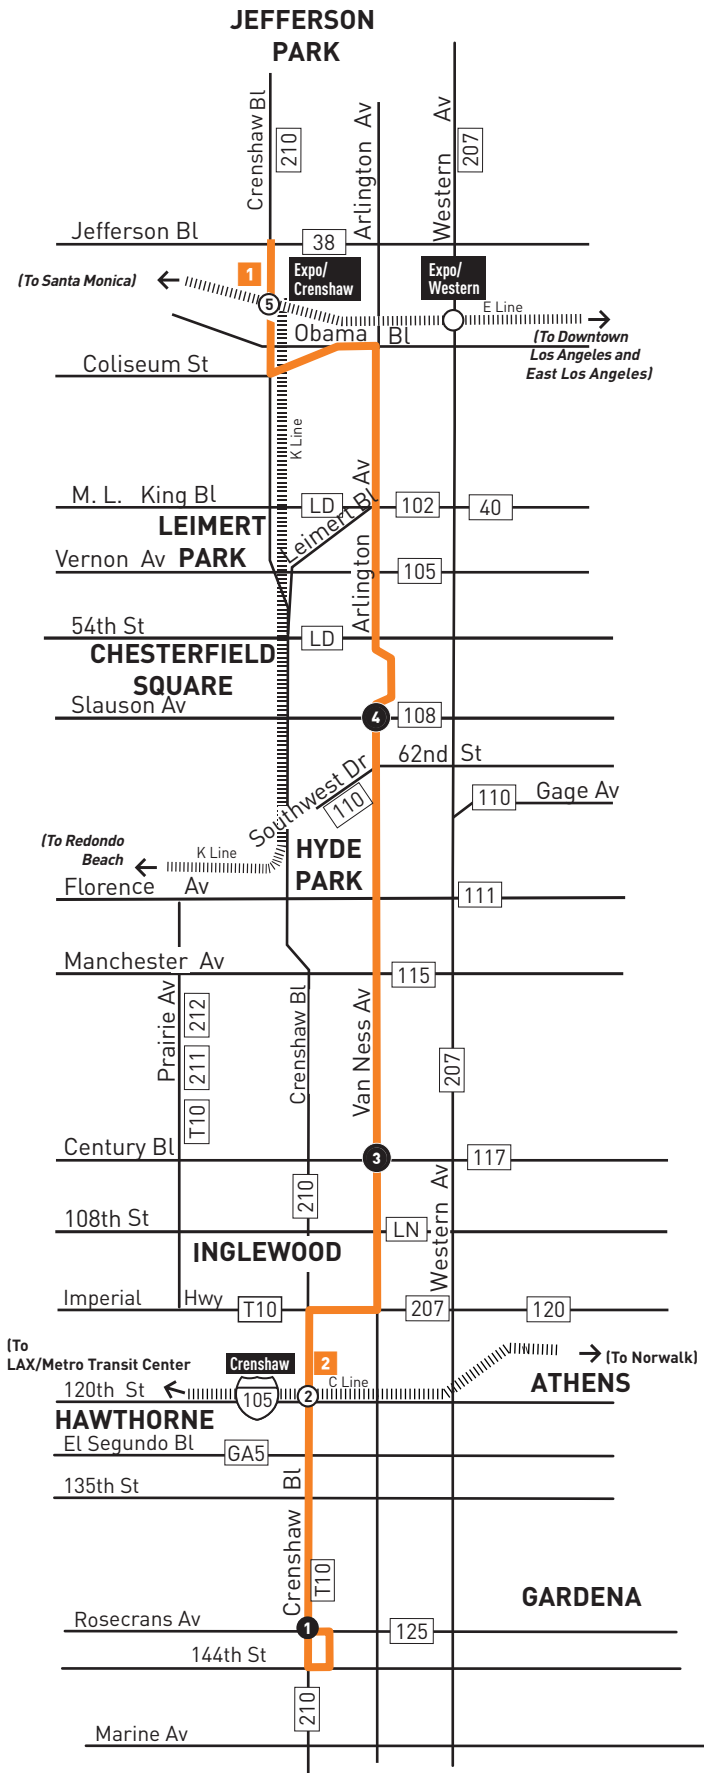 JEFFERSON
PARK
Crenshaw Bl
210
Arlington Av
Western Av
207
Jefferson Bl
38
(To Santa Monica)
1
Expo/
Crenshaw
Expo/
Western
5
E Line
Obama Bl
(To Downtown
Los Angeles and
East Los Angeles)
Coliseum St
K Line
M. L. King Bl
LD
Leimert Bl
Arlington Av
102
40
LEIMERT
PARK
Vernon Av
105
54th St
LD
CHESTERFIELD
SQUARE
Slauson Av
4
108
62nd St
Southwest Dr
110
110
Gage Av
(To Redondo
Beach
K Line
HYDE
PARK
Florence Av
111
Manchester Av
115
Prairie Av
212
211
T10
Crenshaw Bl
Van Ness Av
207
Century Bl
3
117
210
108th St
LN
Western Av
INGLEWOOD
Imperial Hwy
T10
207
120
(To
LAX/Metro Transit Center
Crenshaw
2
(To Norwalk)
C Line
120th St
105
2
ATHENS
HAWTHORNE
El Segundo Bl
GA5
135th St
Crenshaw Bl
T10
GARDENA
Rosecrans Av
1
125
144th St
210
Marine Av